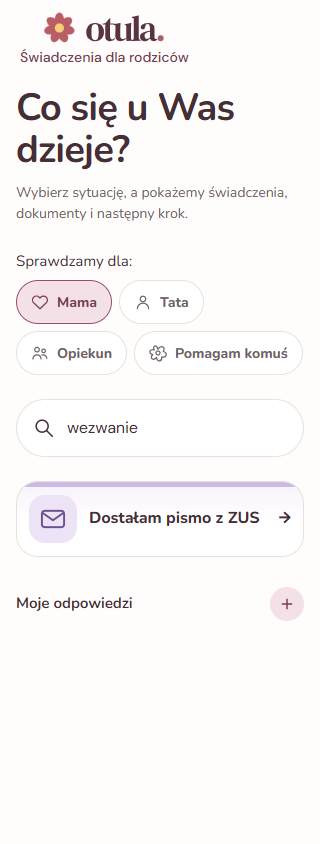 otula.
Świadczenia dla rodziców
Co się u Was
dzieje?
Wybierz sytuację, a pokażemy świadczenia,
dokumenty i następny krok.
Sprawdzamy dla:
Mama
Tata
Opiekun
Pomagam komuś
wezwanie
Dostałam pismo z ZUS
Moje odpowiedzi